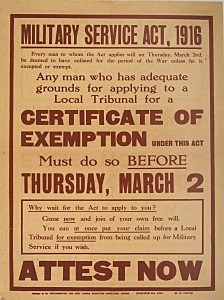 MILITARY SERVICE ACT, 1916
Every man to whom the Act applies will on Thursday, March 2nd,
be deemed to have enlisted for the period of the War unless he is
excepted or exempt.
Any man who has adequate
grounds for applying to a
Local Tribunal for a
CERTIFICATE OF
EXEMPTION UNDER THIS ACT
Must do so BEFORE
THURSDAY, MARCH 2
Why wait for the Act to apply to you?
Come now and join of your own free will.
You can at once put your claim before a Local
Tribunal for exemption from being called up for Military
Service if you wish.
ATTEST NOW